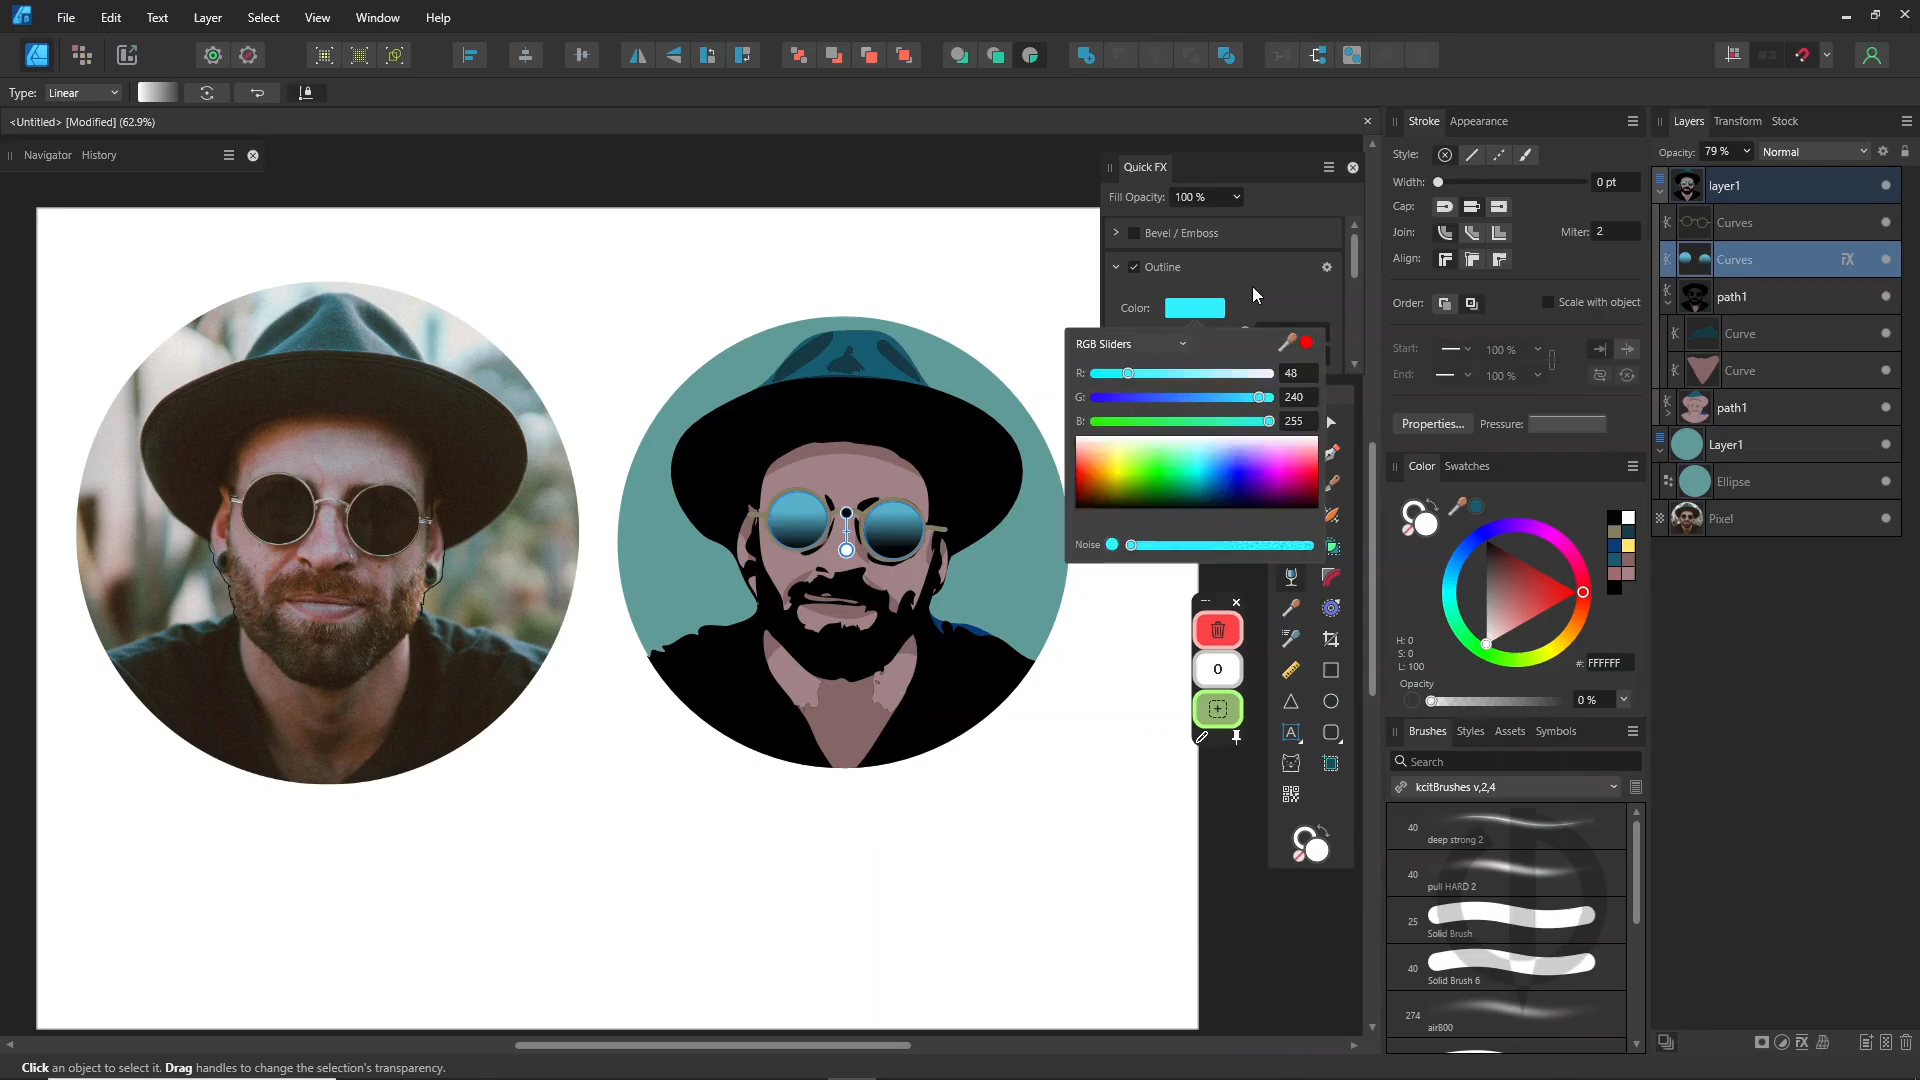 File Edit Text Layer Select View Window Help
Type: Linear
<Untitled> [Modified] (62.9%)
Navigator History
Quick FX
Fill Opacity: 100 %
Bevel / Emboss
Outline
Color:
RGB Sliders
R: 48
G: 240
B: 255
Noise
0
A
Stroke Appearance
Style:
Width: 0 pt
Cap:
Join: Miter: 2
Align:
Order: Scale with object
Start: 100 %
End: 100 %
Properties... Pressure:
Color Swatches
H: 0
S: 0
L: 100
#: FFFFFF
Opacity
0 %
Brushes Styles Assets Symbols
Search
kcitBrushes v,2,4
40 deep strong 2
40 pull HARD 2
25 Solid Brush
40 Solid Brush 6
274 airB00
Layers Transform Stock
Opacity: 79 % Normal
layer1
Curves
Curves FX
path1
Curve
Curve
path1
Layer1
Ellipse
Pixel
Click an object to select it. Drag handles to change the selection's transparency.